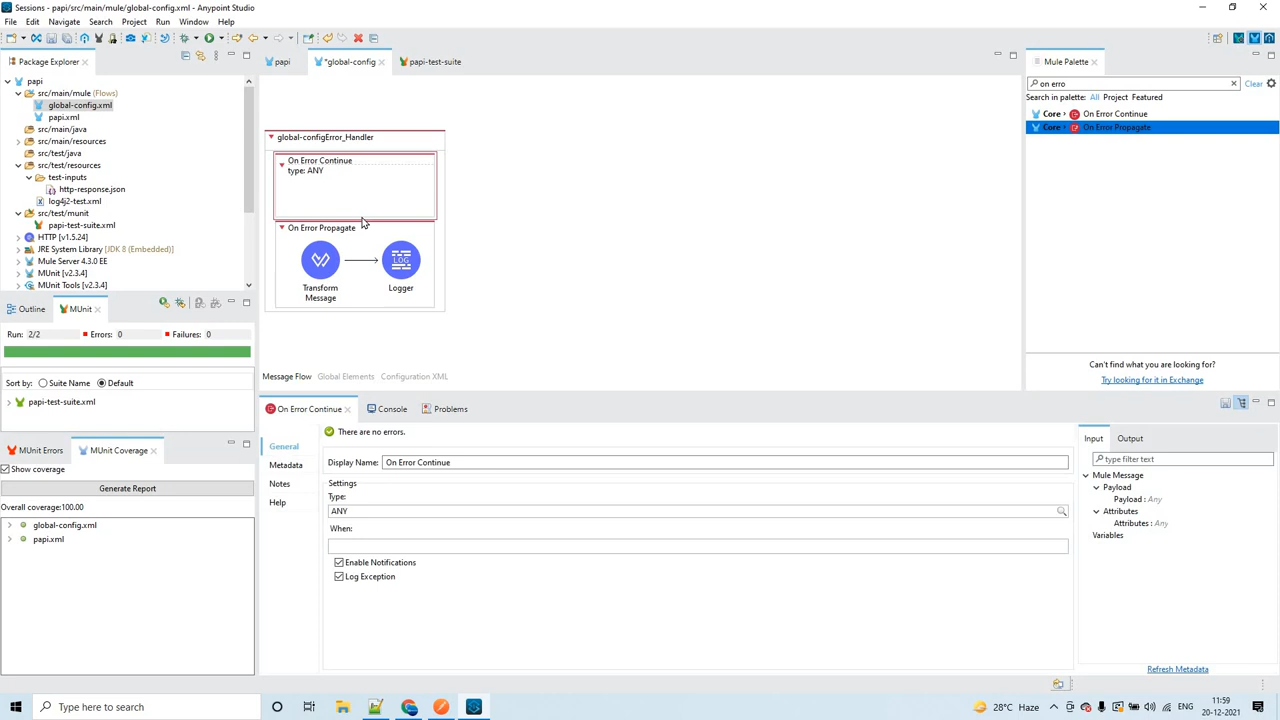 Sessions - papi/src/main/mule/global-config.xml - Anypoint Studio
File Edit Navigate Search Project Run Window Help
Package Explorer
papi
*global-config
papi-test-suite
Mule Palette
papi
src/main/mule (Flows)
global-config.xml
papi.xml
src/main/java
src/main/resources
src/test/java
src/test/resources
test-inputs
http-response.json
log4j2-test.xml
src/test/munit
papi-test-suite.xml
HTTP [v1.5.24]
JRE System Library [JDK 8 (Embedded)]
Mule Server 4.3.0 EE
MUnit [v2.3.4]
MUnit Tools [v2.3.4]
global-configError_Handler
On Error Continue
type: ANY
On Error Propagate
Transform Message
LOG
Logger
Message Flow Global Elements Configuration XML
on erro
Clear
Search in palette: All Project Featured
Core > On Error Continue
Core > On Error Propagate
Can't find what you are looking for?
Try looking for it in Exchange
Outline
MUnit
Run: 2/2 Errors: 0 Failures: 0
Sort by: Suite Name Default
papi-test-suite.xml
MUnit Errors
MUnit Coverage
Show coverage
Generate Report
Overall coverage:100.00
global-config.xml
papi.xml
On Error Continue
Console
Problems
There are no errors.
General
Metadata
Notes
Help
Display Name: On Error Continue
Settings
Type:
ANY
When:
Enable Notifications
Log Exception
Input
Output
type filter text
Mule Message
Payload
Payload : Any
Attributes
Attributes : Any
Variables
Refresh Metadata
Type here to search
28°C Haze
ENG
11:59
20-12-2021